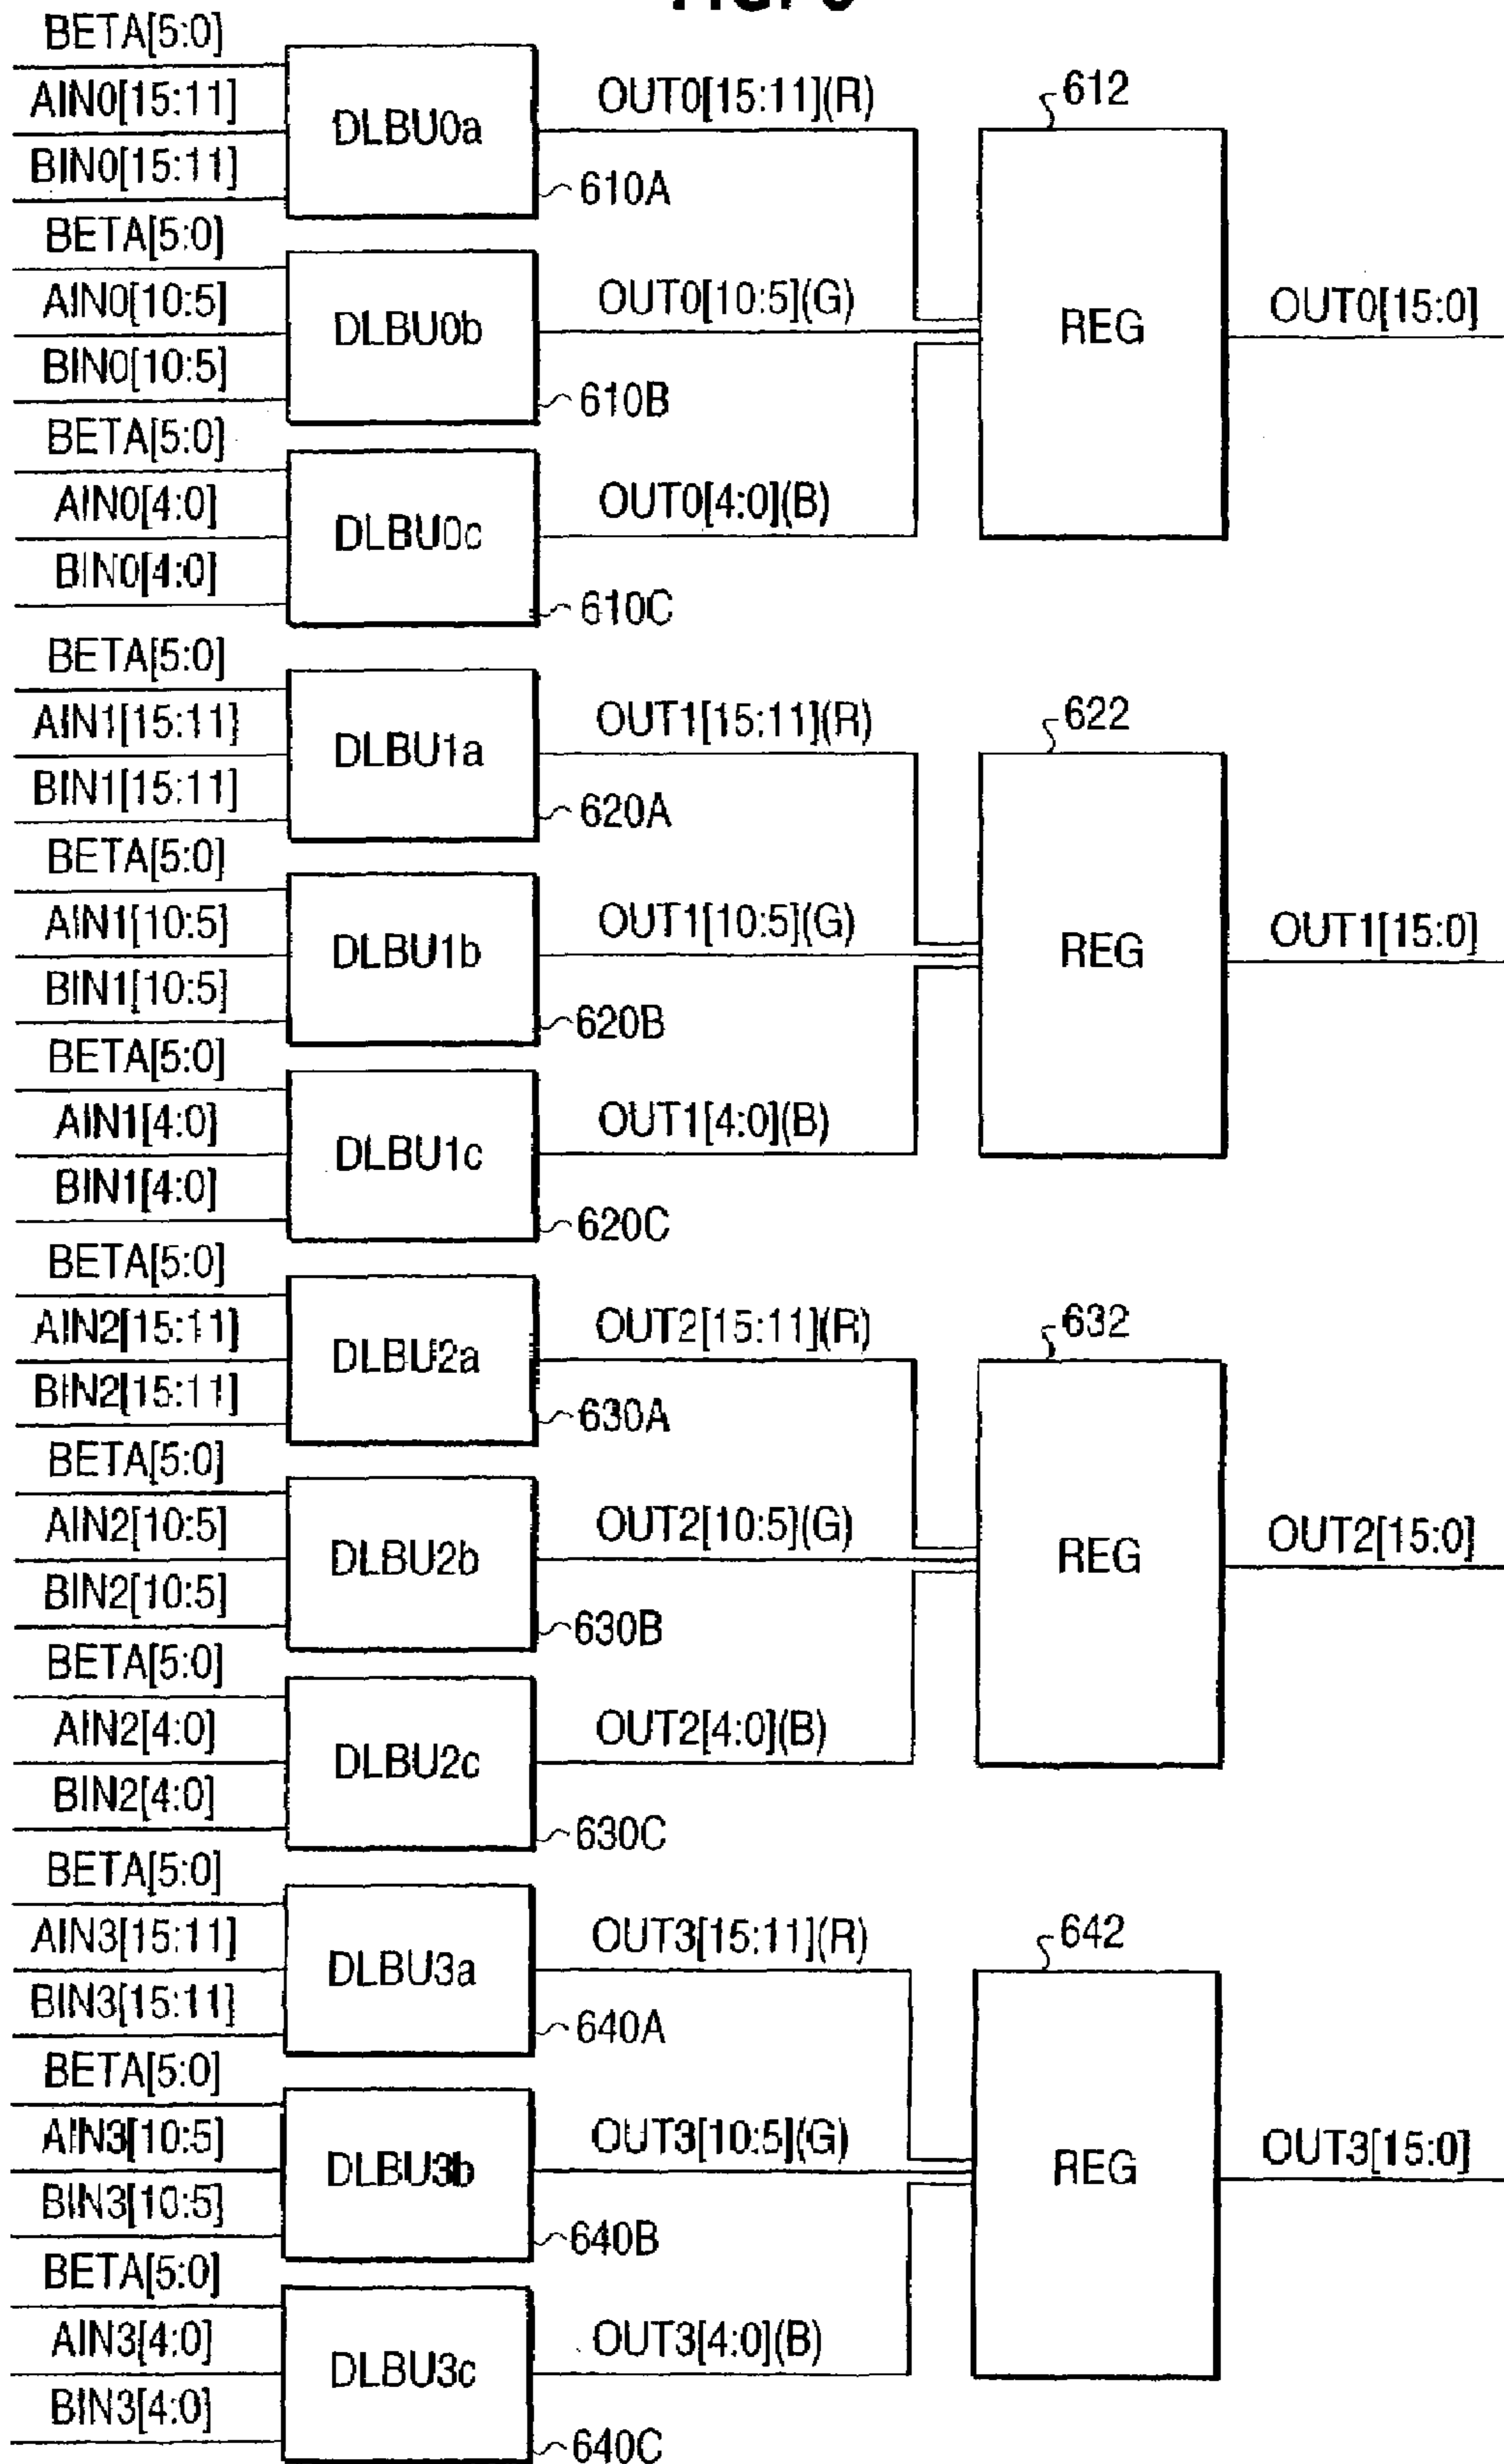 BETA[5:0]
AIN0[15:11]
BIN0[15:11]
DLBU0a
610A
OUT0[15:11](R)
BETA[5:0]
AIN0[10:5]
BIN0[10:5]
DLBU0b
610B
OUT0[10:5](G)
BETA[5:0]
AIN0[4:0]
BIN0[4:0]
DLBU0c
610C
OUT0[4:0](B)
612
REG
OUT0[15:0]
BETA[5:0]
AIN1[15:11]
BIN1[15:11]
DLBU1a
620A
OUT1[15:11](R)
BETA[5:0]
AIN1[10:5]
BIN1[10:5]
DLBU1b
620B
OUT1[10:5](G)
BETA[5:0]
AIN1[4:0]
BIN1[4:0]
DLBU1c
620C
OUT1[4:0](B)
622
REG
OUT1[15:0]
BETA[5:0]
AIN2[15:11]
BIN2[15:11]
DLBU2a
630A
OUT2[15:11](R)
BETA[5:0]
AIN2[10:5]
BIN2[10:5]
DLBU2b
630B
OUT2[10:5](G)
BETA[5:0]
AIN2[4:0]
BIN2[4:0]
DLBU2c
630C
OUT2[4:0](B)
632
REG
OUT2[15:0]
BETA[5:0]
AIN3[15:11]
BIN3[15:11]
DLBU3a
640A
OUT3[15:11](R)
BETA[5:0]
AIN3[10:5]
BIN3[10:5]
DLBU3b
640B
OUT3[10:5](G)
BETA[5:0]
AIN3[4:0]
BIN3[4:0]
DLBU3c
640C
OUT3[4:0](B)
642
REG
OUT3[15:0]